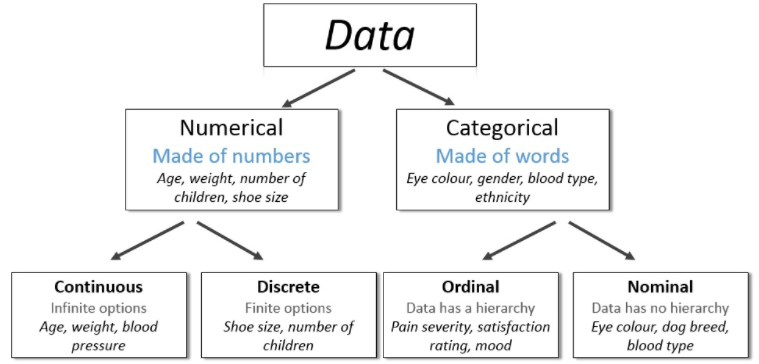 Data
Numerical
Made of numbers
Age, weight, number of
children, shoe size
Categorical
Made of words
Eye colour, gender, blood type,
ethnicity
Continuous
Infinite options
Age, weight, blood
pressure
Discrete
Finite options
Shoe size, number of
children
Ordinal
Data has a hierarchy
Pain severity, satisfaction
rating, mood
Nominal
Data has no hierarchy
Eye colour, dog breed,
blood type